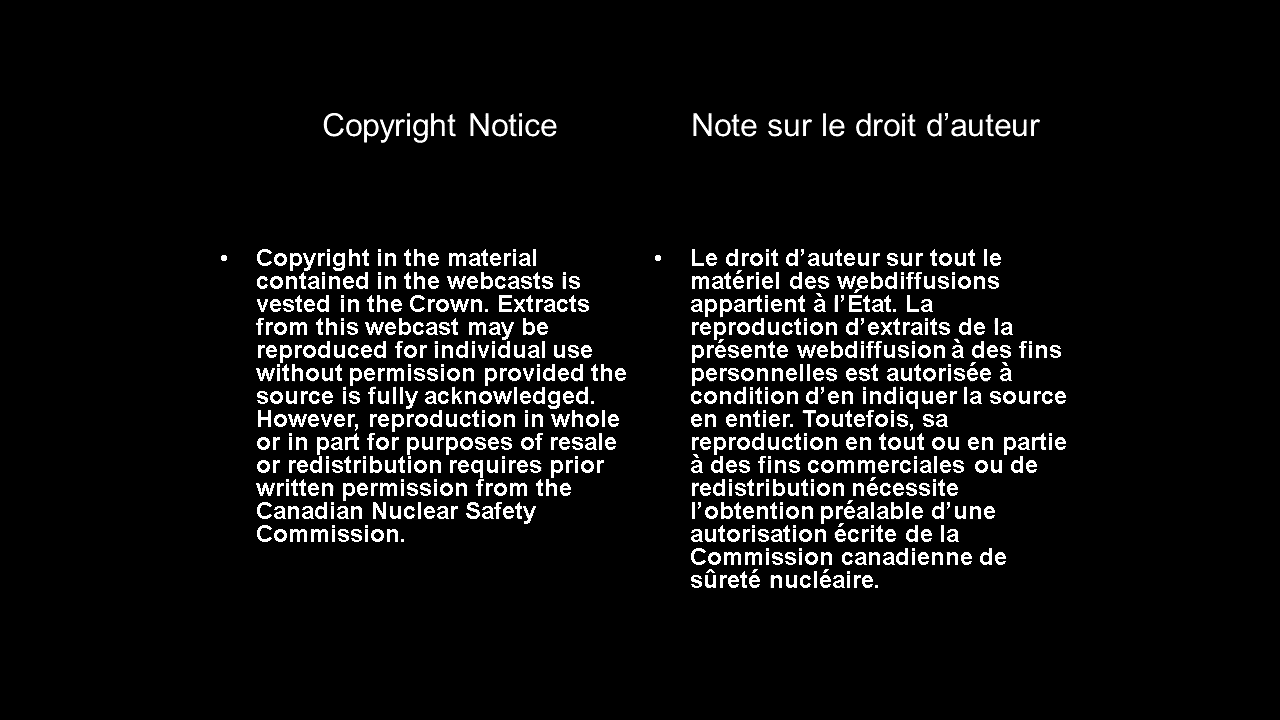 Copyright Notice
• Copyright in the material
contained in the webcasts is
vested in the Crown. Extracts
from this webcast may be
reproduced for individual use
without permission provided the
source is fully acknowledged.
However, reproduction in whole
or in part for purposes of resale
or redistribution requires prior
written permission from the
Canadian Nuclear Safety
Commission.
Note sur le droit d’auteur
• Le droit d’auteur sur tout le
matériel des webdiffusions
appartient à l’État. La
reproduction d’extraits de la
présente webdiffusion à des fins
personnelles est autorisée à
condition d’en indiquer la source
en entier. Toutefois, sa
reproduction en tout ou en partie
à des fins commerciales ou de
redistribution nécessite
l’obtention préalable d’une
autorisation écrite de la
Commission canadienne de
sûreté nucléaire.